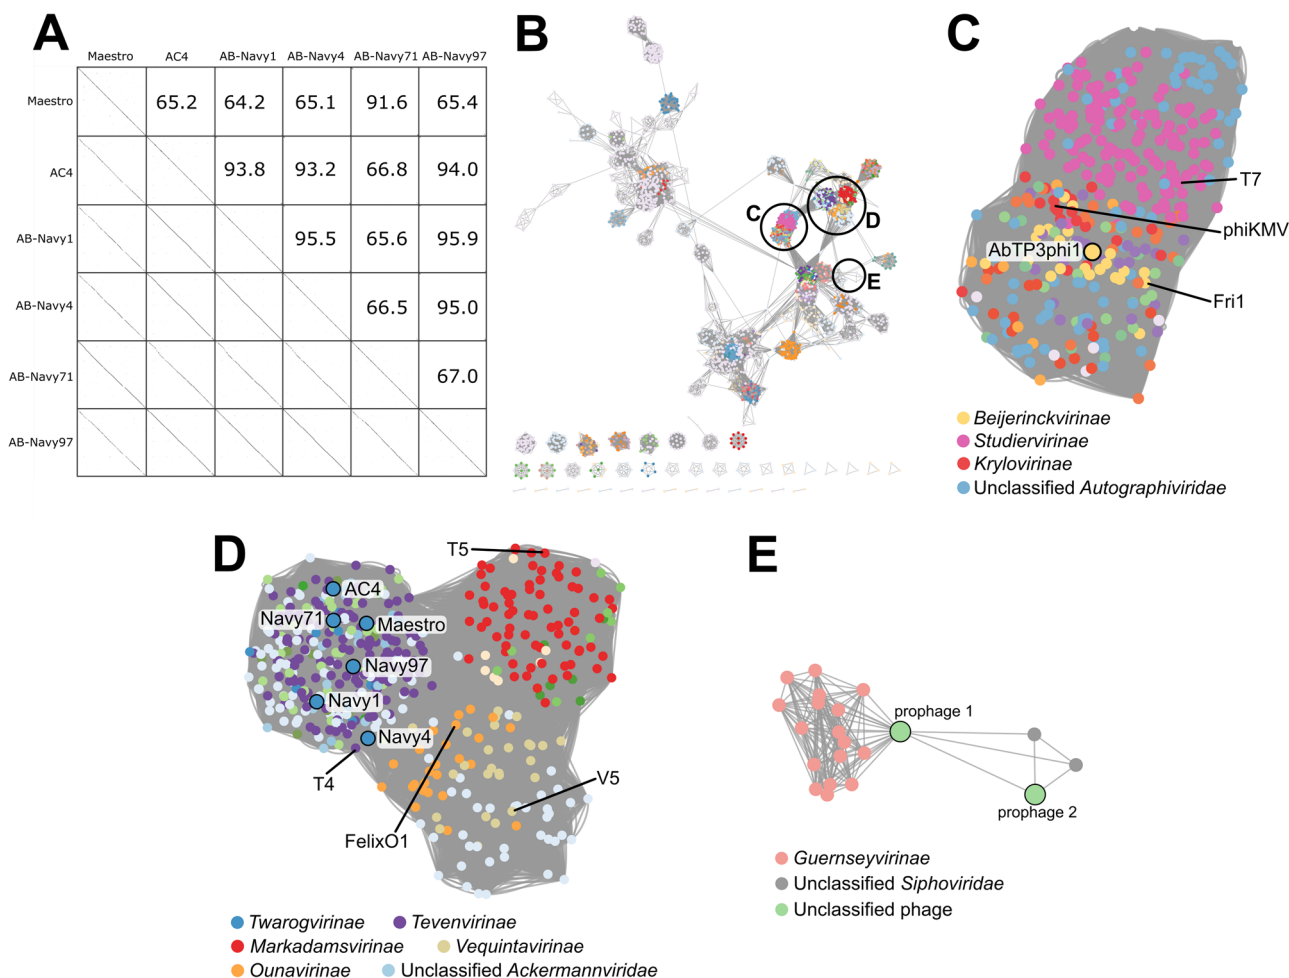 A
Maestro AC4 AB-Navy1 AB-Navy4 AB-Navy71 AB-Navy97
Maestro 65.2 64.2 65.1 91.6 65.4
AC4 93.8 93.2 66.8 94.0
AB-Navy1 95.5 65.6 95.9
AB-Navy4 66.5 95.0
AB-Navy71 67.0
AB-Navy97
B
C
D
E
C
T7
phiKMV
AbTP3phi1
Fri1
Beijerinckvirinae
Studiervirinae
Krylovirinae
Unclassified Autographiviridae
D
T5
AC4
Navy71
Maestro
Navy97
Navy1
Navy4
T4
V5
FelixO1
Twarogvirinae Tevenvirinae
Markadamsvirinae Vequintavirinae
Ounavirinae Unclassified Ackermannviridae
E
prophage 1
prophage 2
Guernseyvirinae
Unclassified Siphoviridae
Unclassified phage